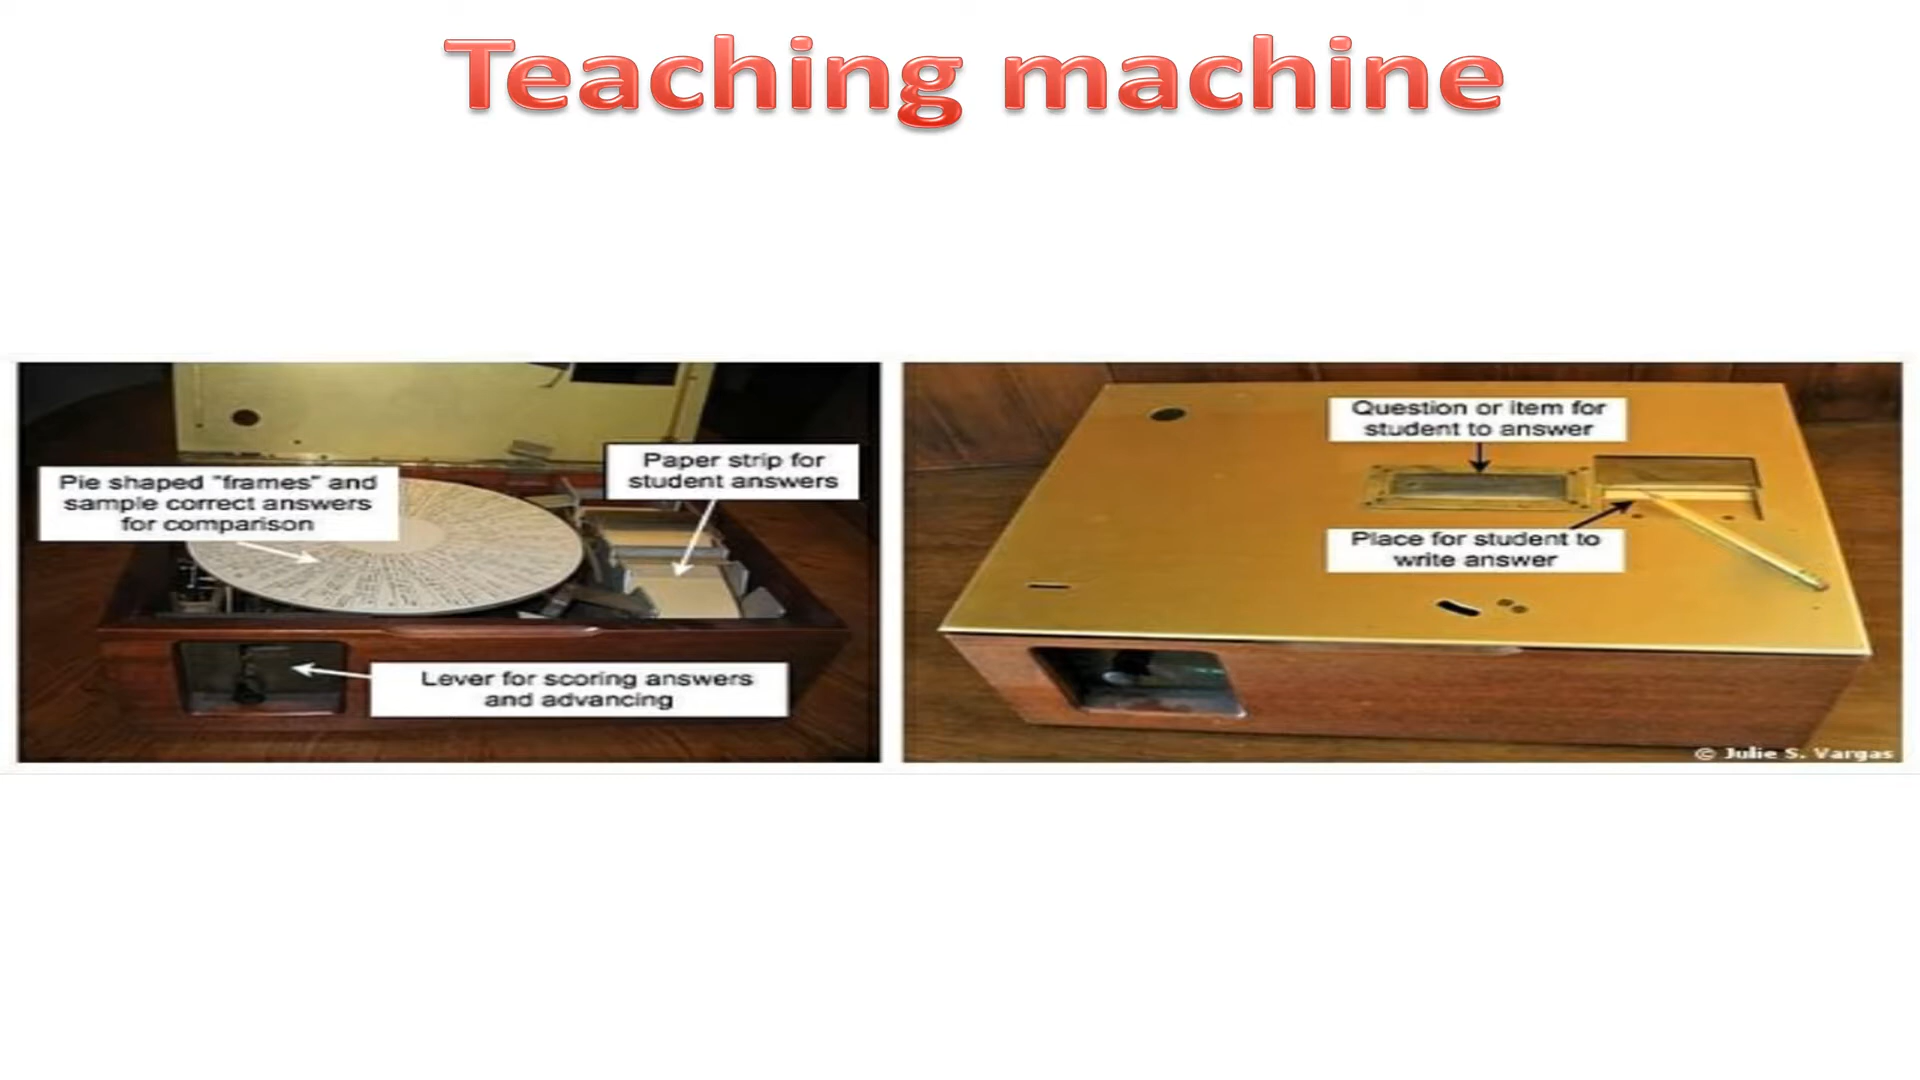 Teaching machine
Pie shaped "frames" and
sample correct answers
for comparison
Paper strip for
student answers
Lever for scoring answers
and advancing
Question or item for
student to answer
Place for student to
write answer
© Julie S. Vargas